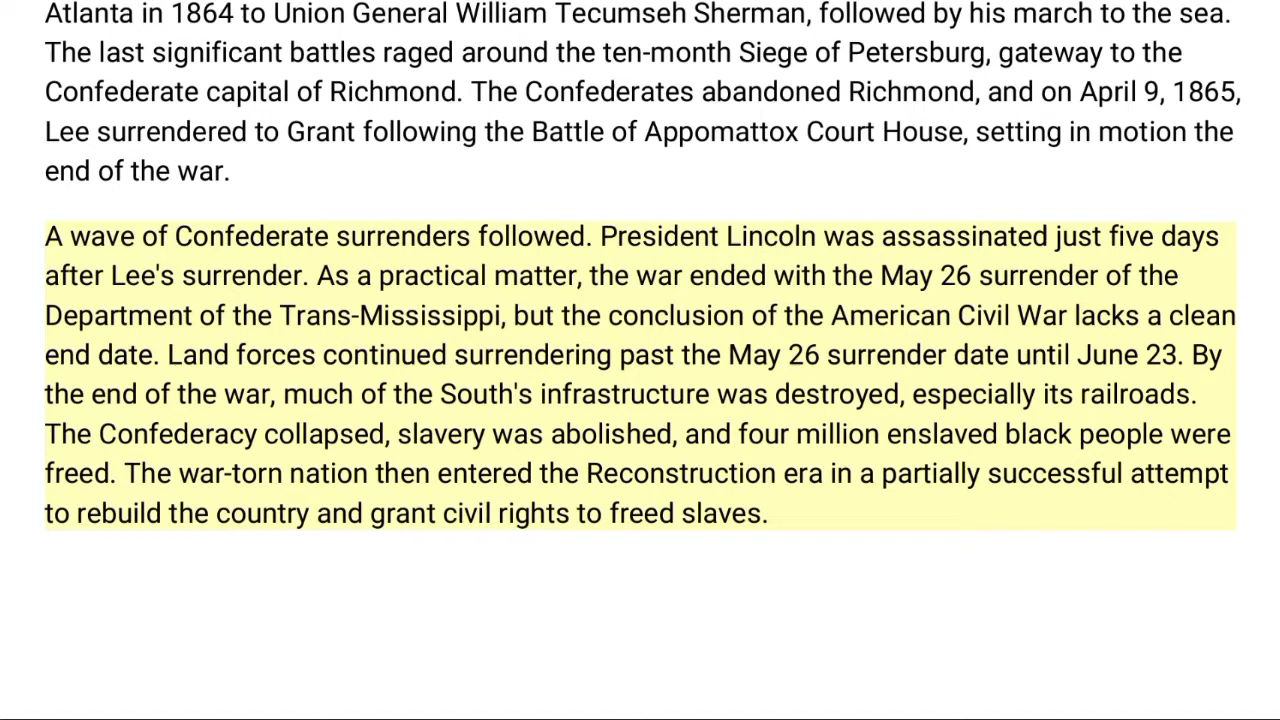 Atlanta in 1864 to Union General William Tecumseh Sherman, followed by his march to the sea.
The last significant battles raged around the ten-month Siege of Petersburg, gateway to the
Confederate capital of Richmond. The Confederates abandoned Richmond, and on April 9, 1865,
Lee surrendered to Grant following the Battle of Appomattox Court House, setting in motion the
end of the war.
A wave of Confederate surrenders followed. President Lincoln was assassinated just five days
after Lee's surrender. As a practical matter, the war ended with the May 26 surrender of the
Department of the Trans-Mississippi, but the conclusion of the American Civil War lacks a clean
end date. Land forces continued surrendering past the May 26 surrender date until June 23. By
the end of the war, much of the South's infrastructure was destroyed, especially its railroads.
The Confederacy collapsed, slavery was abolished, and four million enslaved black people were
freed. The war-torn nation then entered the Reconstruction era in a partially successful attempt
to rebuild the country and grant civil rights to freed slaves.